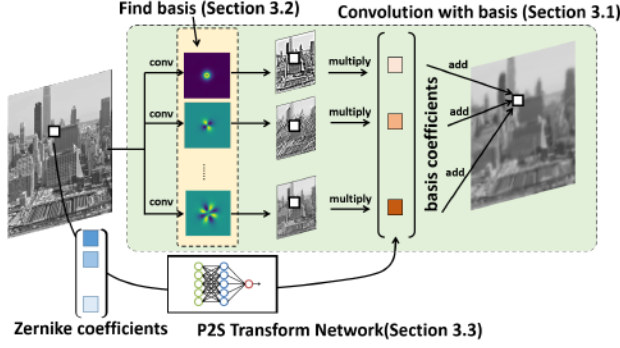 Find basis (Section 3.2)
Convolution with basis (Section 3.1)
conv
multiply
add
conv
multiply
add
......
conv
multiply
add
basis coefficients
Zernike coefficients
P2S Transform Network(Section 3.3)